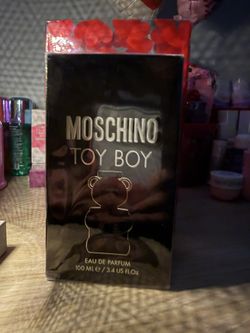 MOSCHINO
TOY BOY
EAU DE PARFUM
100 ML e / 3.4 US FL.Oz